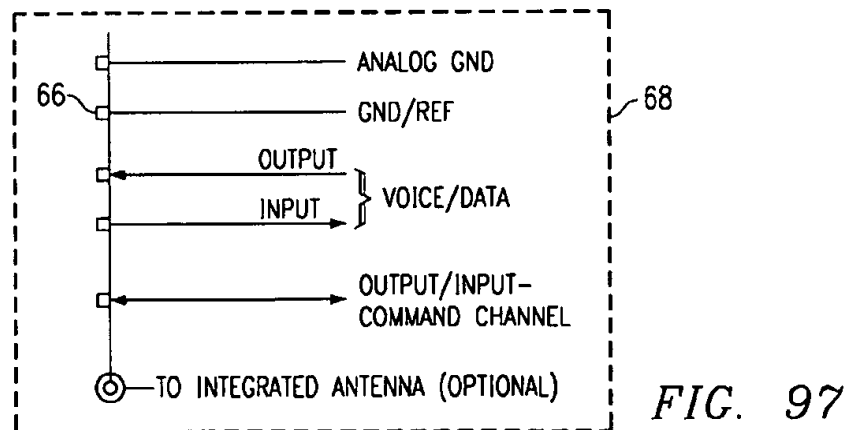 ANALOG GND
66
GND/REF
68
OUTPUT
VOICE/DATA
INPUT
OUTPUT/INPUT-
COMMAND CHANNEL
TO INTEGRATED ANTENNA (OPTIONAL)
FIG. 97